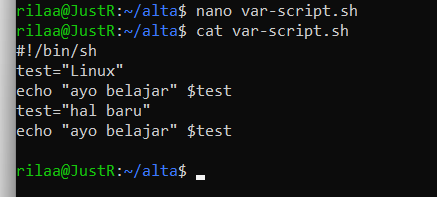 rilaa@JustR:~/alta$ nano var-script.sh
rilaa@JustR:~/alta$ cat var-script.sh
#!/bin/sh
test="Linux"
echo "ayo belajar" $test
test="hal baru"
echo "ayo belajar" $test
rilaa@JustR:~/alta$